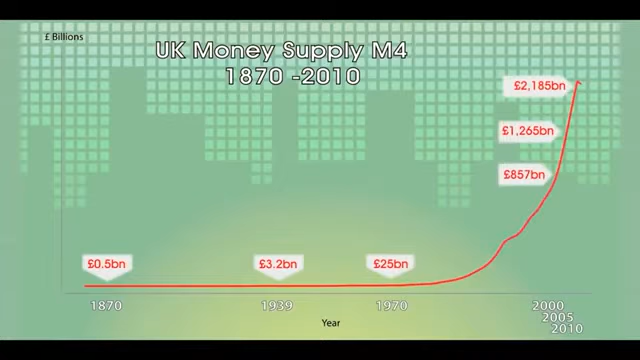 £ Billions
UK Money Supply M4
1870 -2010
£2,185bn
£1,265bn
£857bn
£0.5bn
£3.2bn
£25bn
1870
1939
1970
2000
2005
2010
Year